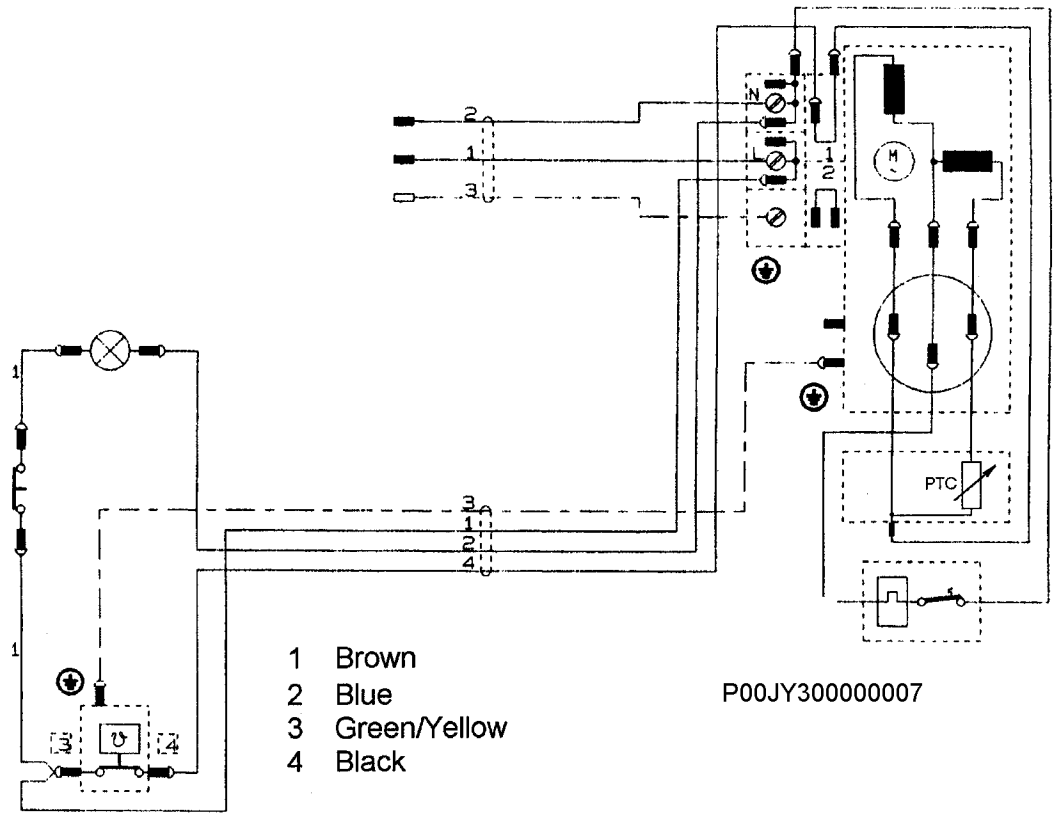 N
2
1
L
1
2
3
M
~
1
PTC
3
1
2
4
1
S
3
ϑ
4
1 Brown
2 Blue
3 Green/Yellow
4 Black
P00JY300000007